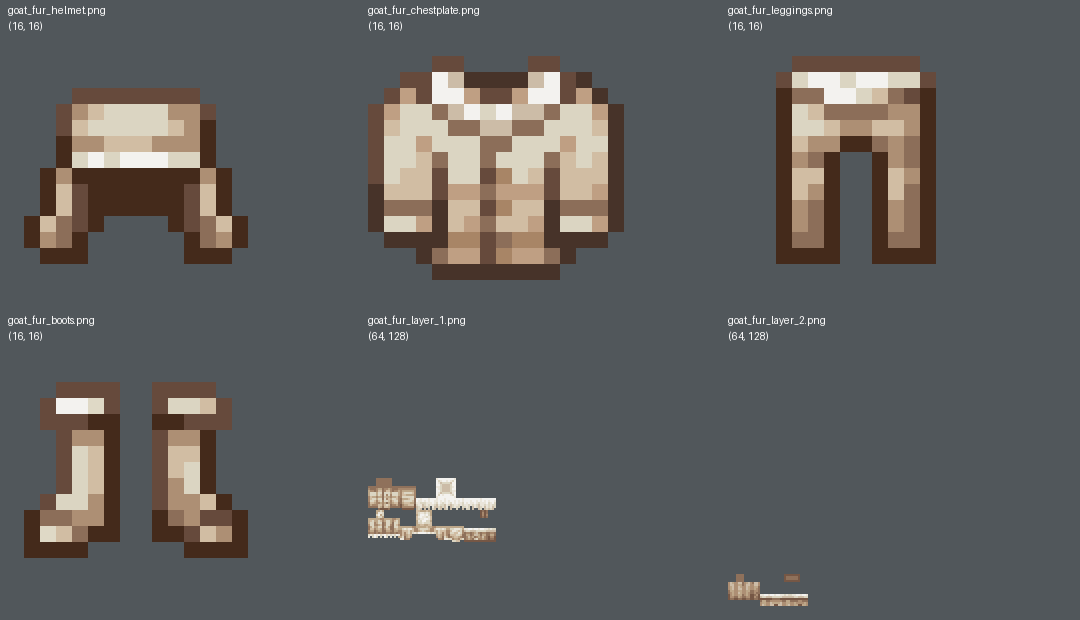 goat_fur_helmet.png
(16, 16)
goat_fur_chestplate.png
(16, 16)
goat_fur_leggings.png
(16, 16)
goat_fur_boots.png
(16, 16)
goat_fur_layer_1.png
(64, 128)
goat_fur_layer_2.png
(64, 128)